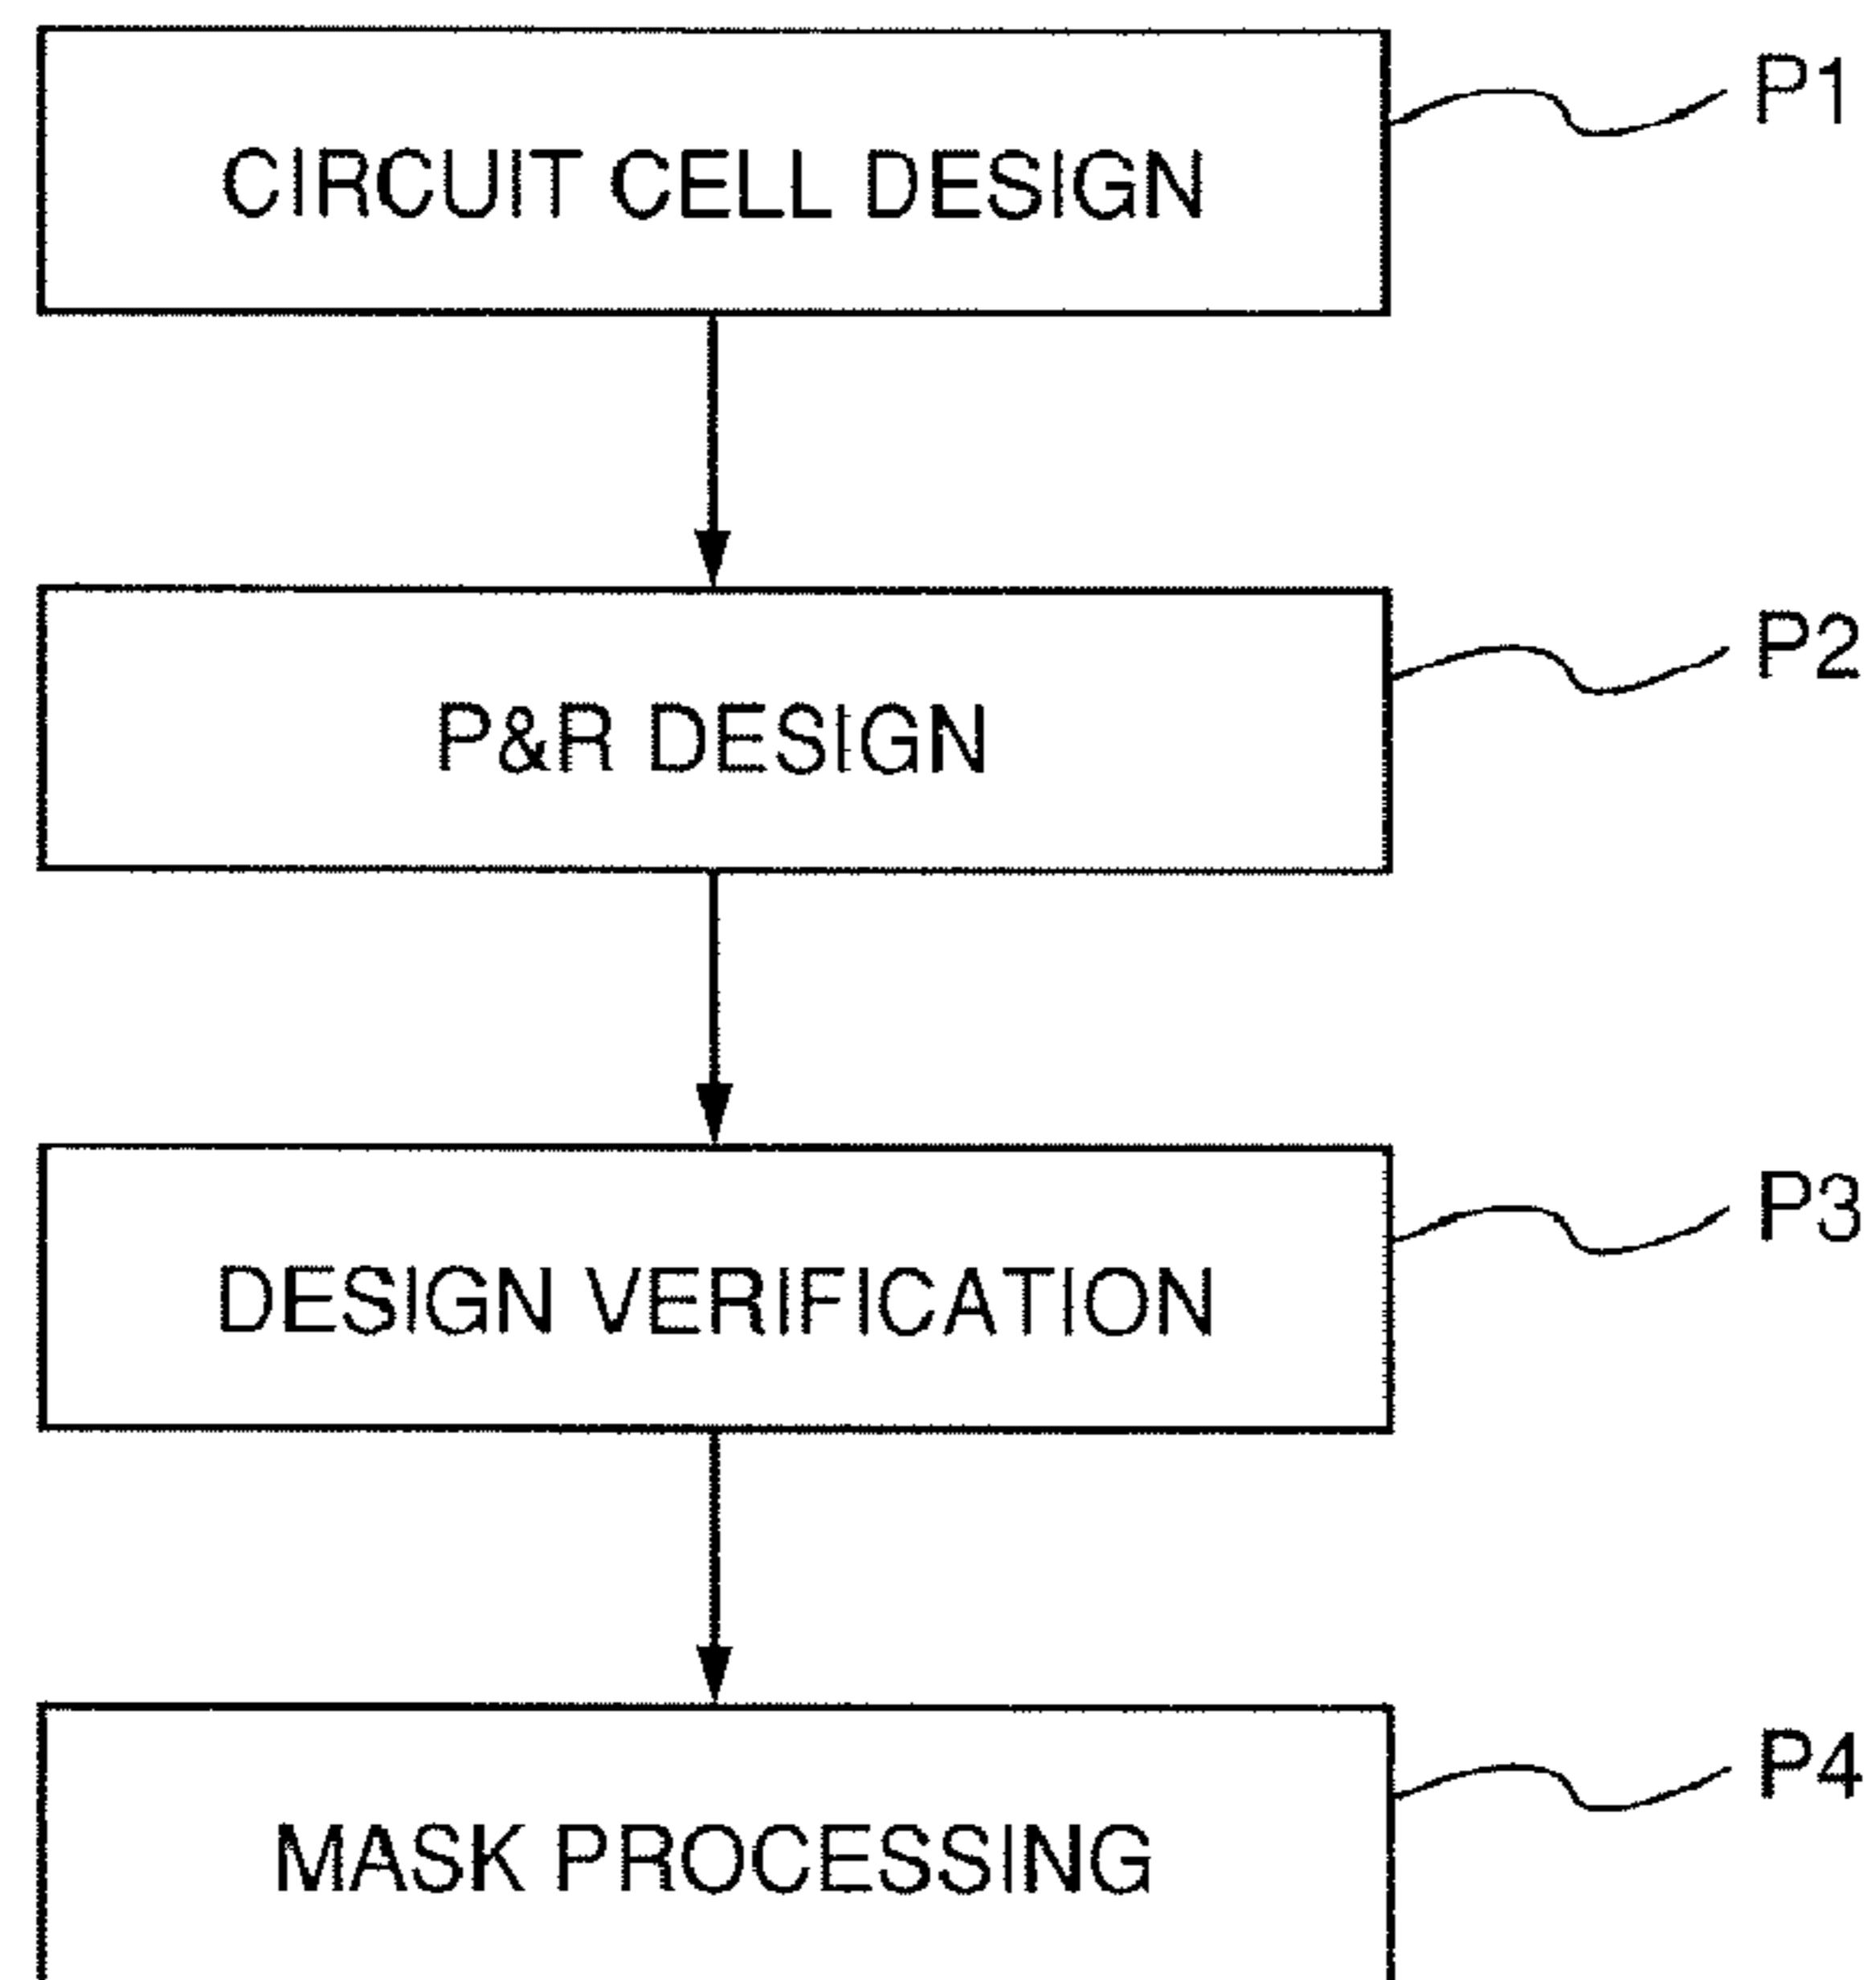 P1
CIRCUIT CELL DESIGN
P2
P&R DESIGN
P3
DESIGN VERIFICATION
P4
MASK PROCESSING